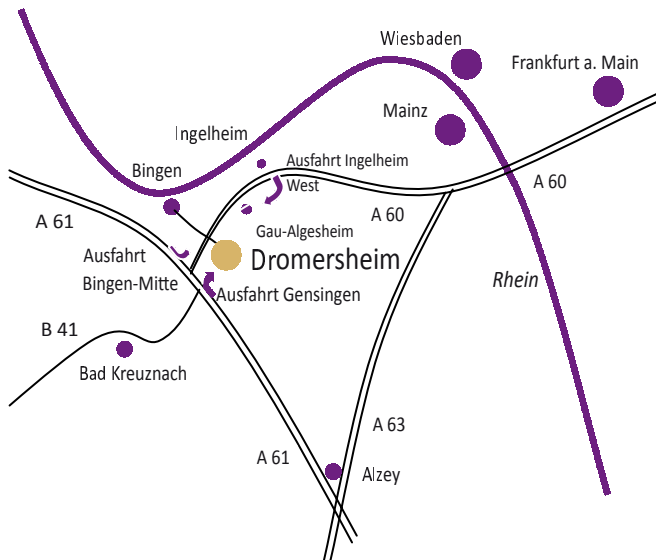 Wiesbaden
Frankfurt a. Main
Mainz
Ingelheim
Bingen
Ausfahrt Ingelheim
West
A 60
A 60
A 61
Gau-Algesheim
Ausfahrt
Bingen-Mitte
Dromersheim
Rhein
Ausfahrt Gensingen
B 41
Bad Kreuznach
A 63
A 61
Alzey